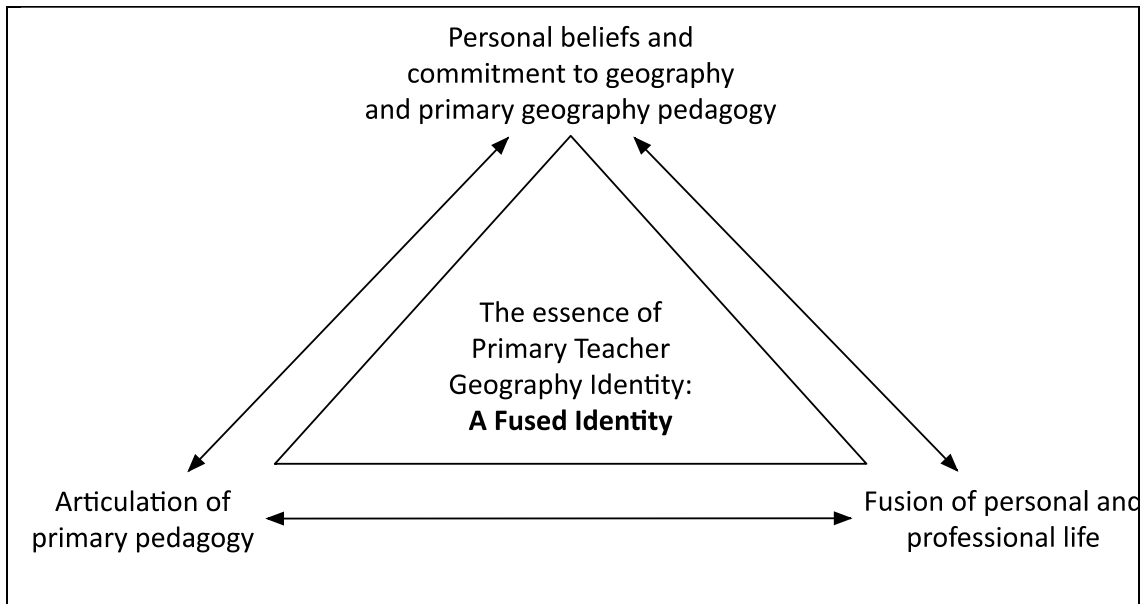 Personal beliefs and
commitment to geography
and primary geography pedagogy
The essence of
Primary Teacher
Geography Identity:
A Fused Identity
Articulation of
primary pedagogy
Fusion of personal and
professional life